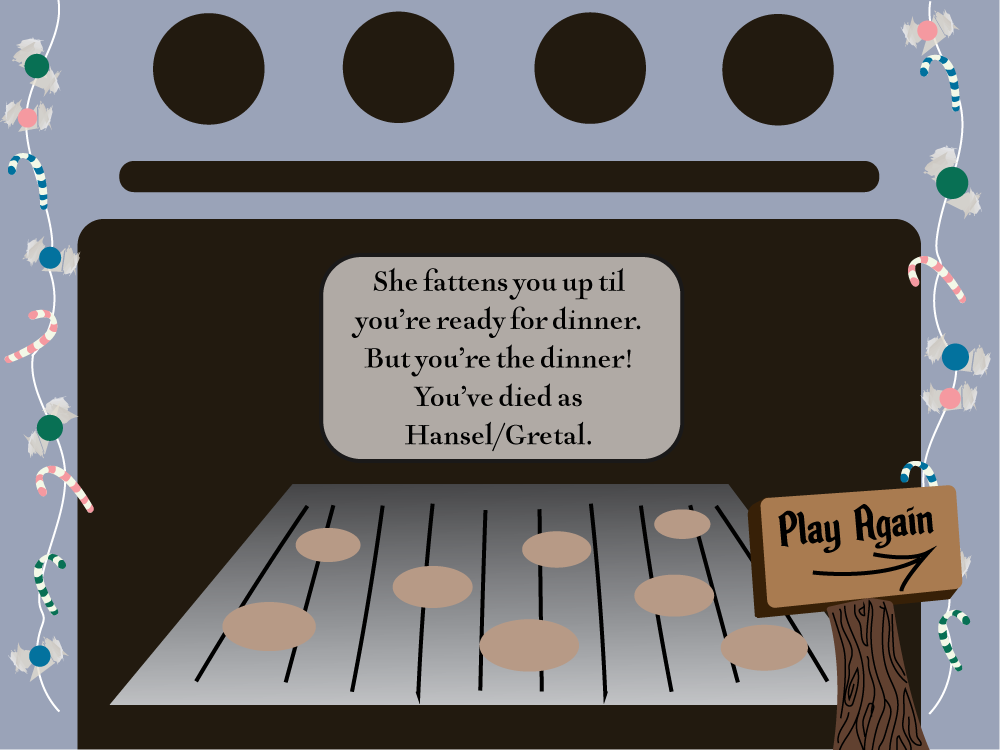 She fattens you up til
you're ready for dinner.
But you're the dinner!
You've died as
Hansel/Gretal.
Play Again